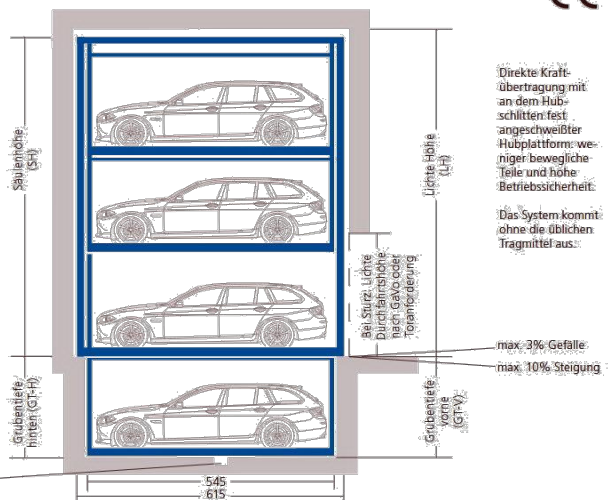 CE
Direkte Kraft-
übertragung mit
an dem Hub-
schlitten fest
angeschweißter
Hubplattform: we-
niger bewegliche
Teile und hohe
Betriebssicherheit.
Das System kommt
ohne die üblichen
Tragmittel aus.
Säulenhöhe
(SH)
Lichte Höhe
(LH)
Bei Sturz: Lichte
Durchfahrtshöhe
nach GaVo oder
Toranforderung
max. 3% Gefälle
max. 10% Steigung
Grubentiefe
hinten (GT-H)
Grubentiefe
vorne
(GT-V)
545
615